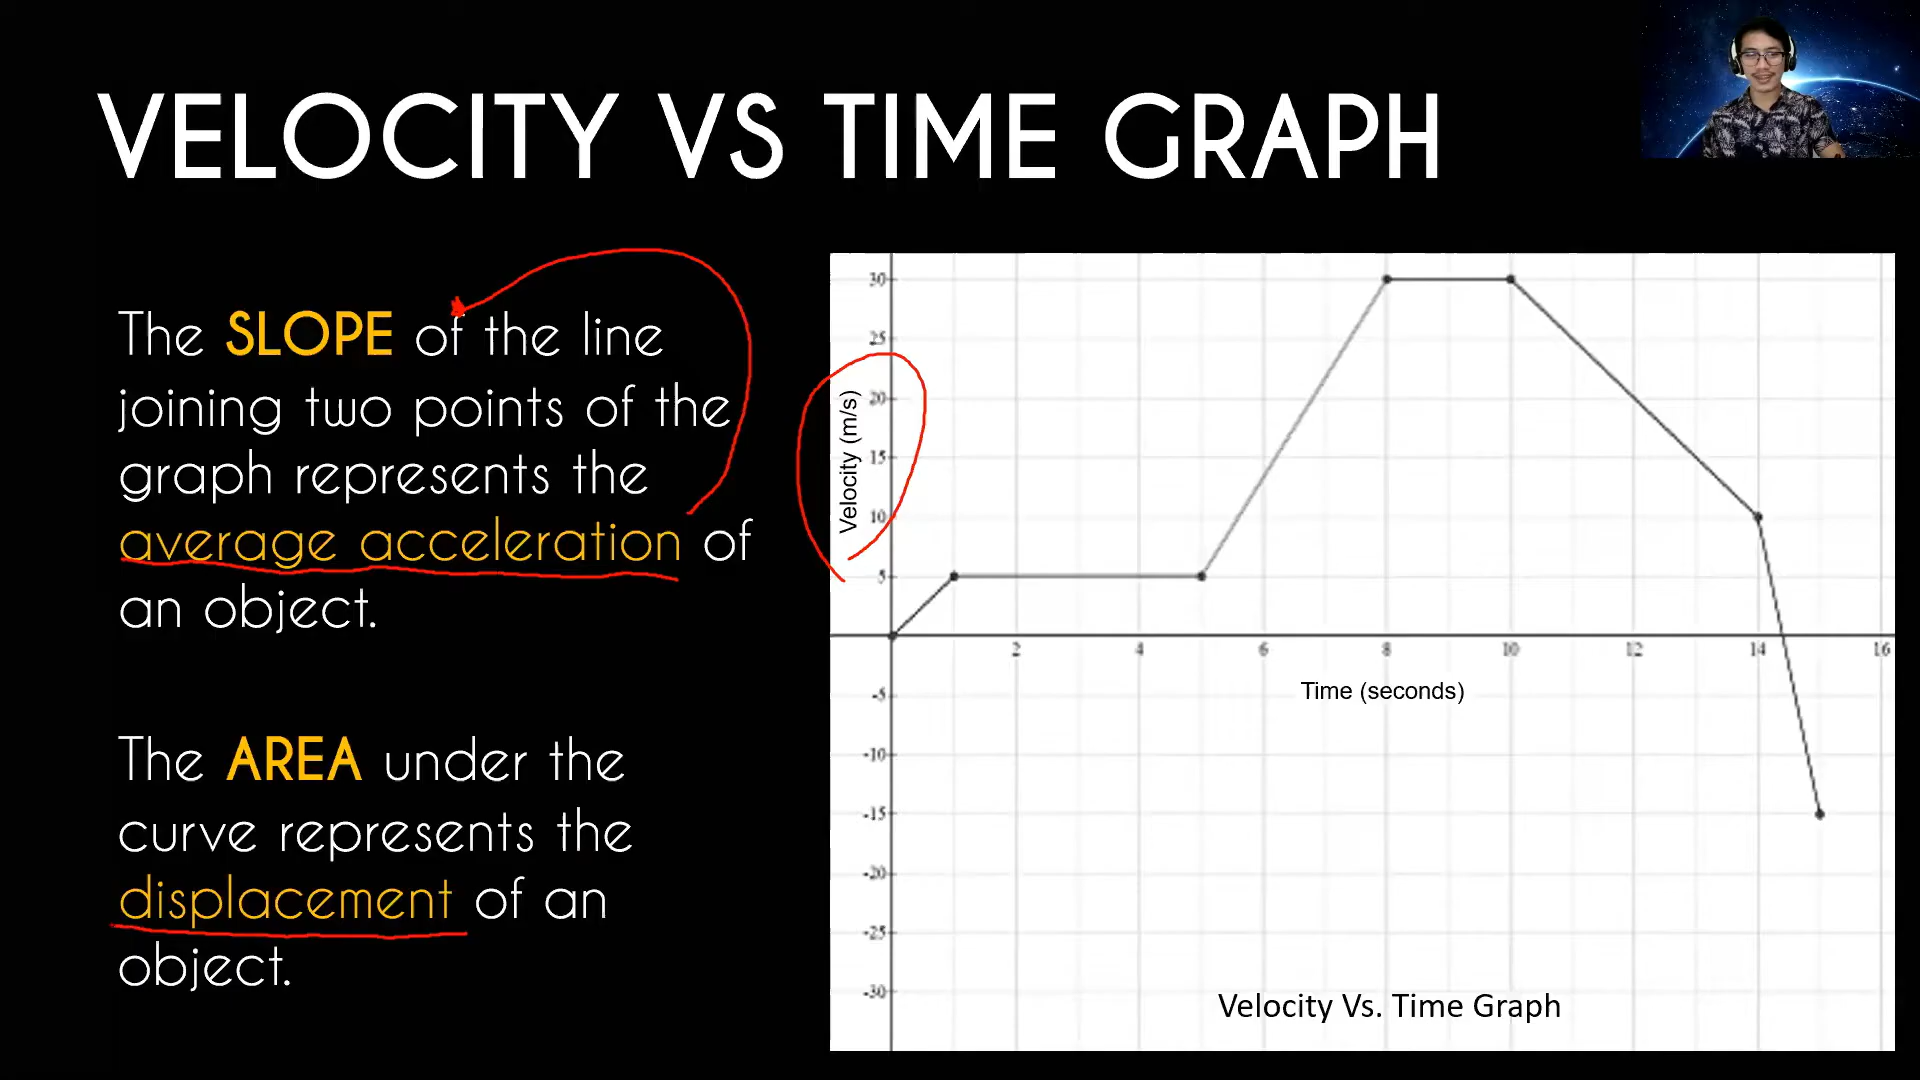 VELOCITY VS TIME GRAPH
The SLOPE of the line
joining two points of the
graph represents the
average acceleration of
an object.
The AREA under the
curve represents the
displacement of an
object.
30
25
20
15
10
5
-5
-10
-15
-20
-25
-30
Velocity (m/s)
2 4 6 8 10 12 14 16
Time (seconds)
Velocity Vs. Time Graph